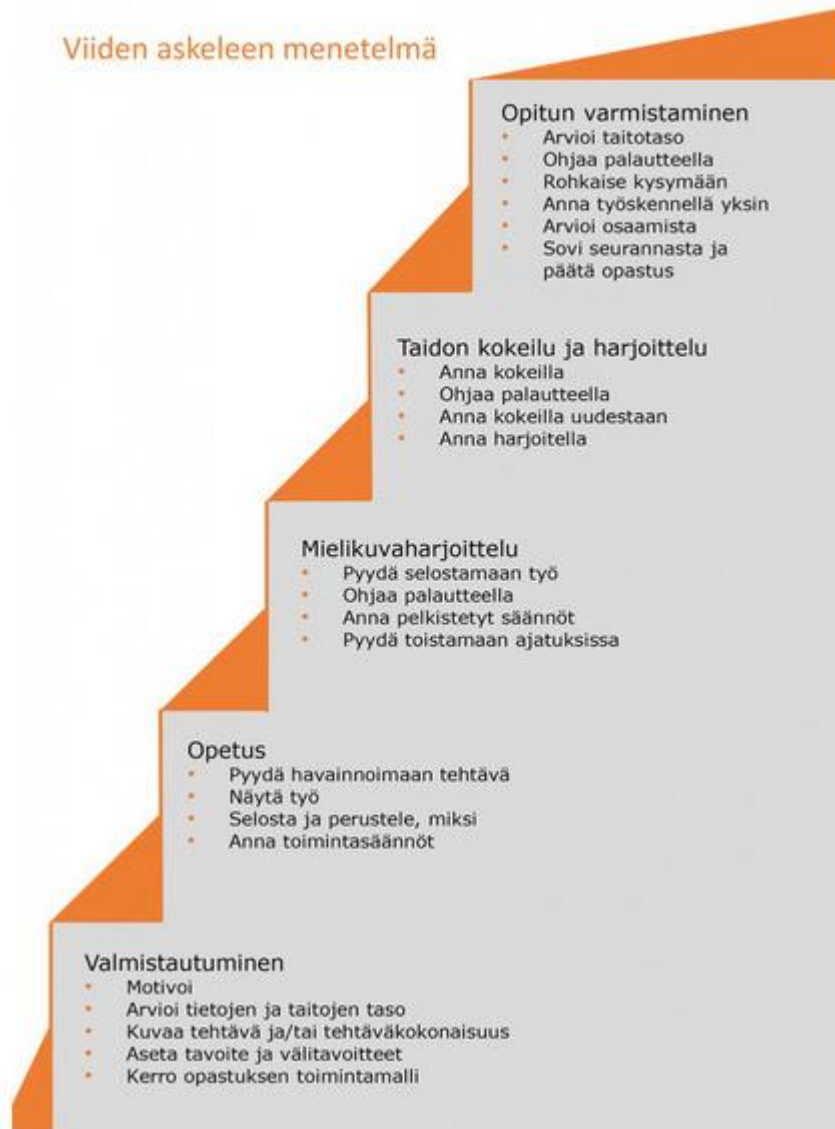 Viiden askeleen menetelmä
Opitun varmistaminen
• Arvioi taitotaso
• Ohjaa palautteella
• Rohkaise kysymään
• Anna työskennellä yksin
• Arvioi osaamista
• Sovi seurannasta ja
päätä opastus
Taidon kokeilu ja harjoittelu
• Anna kokeilla
• Ohjaa palautteella
• Anna kokeilla uudestaan
• Anna harjoitella
Mielikuvaharjoittelu
• Pyydä selostamaan työ
• Ohjaa palautteella
• Anna pelkistetyt säännöt
• Pyydä toistamaan ajatuksissa
Opetus
• Pyydä havainnoimaan tehtävä
• Näytä työ
• Selosta ja perustele, miksi
• Anna toimintasäännöt
Valmistautuminen
• Motivoi
• Arvioi tietojen ja taitojen taso
• Kuvaa tehtävä ja/tai tehtäväkokonaisuus
• Aseta tavoite ja välitavoitteet
• Kerro opastuksen toimintamalli